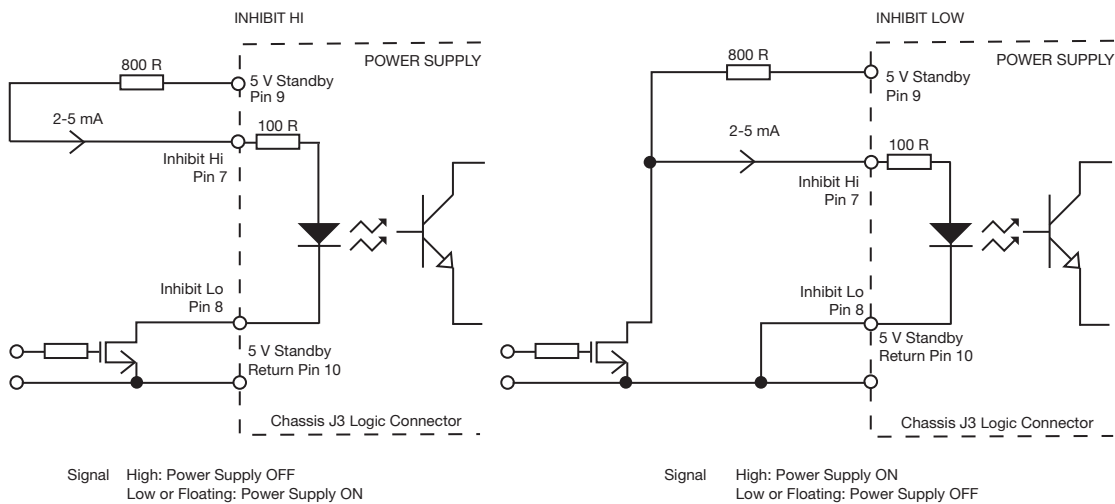 INHIBIT HI
POWER SUPPLY
800 R
5 V Standby
Pin 9
2-5 mA
100 R
Inhibit Hi
Pin 7
Inhibit Lo
Pin 8
5 V Standby
Return Pin 10
Chassis J3 Logic Connector
Signal High: Power Supply OFF
Low or Floating: Power Supply ON
INHIBIT LOW
POWER SUPPLY
800 R
5 V Standby
Pin 9
2-5 mA
100 R
Inhibit Hi
Pin 7
Inhibit Lo
Pin 8
5 V Standby
Return Pin 10
Chassis J3 Logic Connector
Signal High: Power Supply ON
Low or Floating: Power Supply OFF